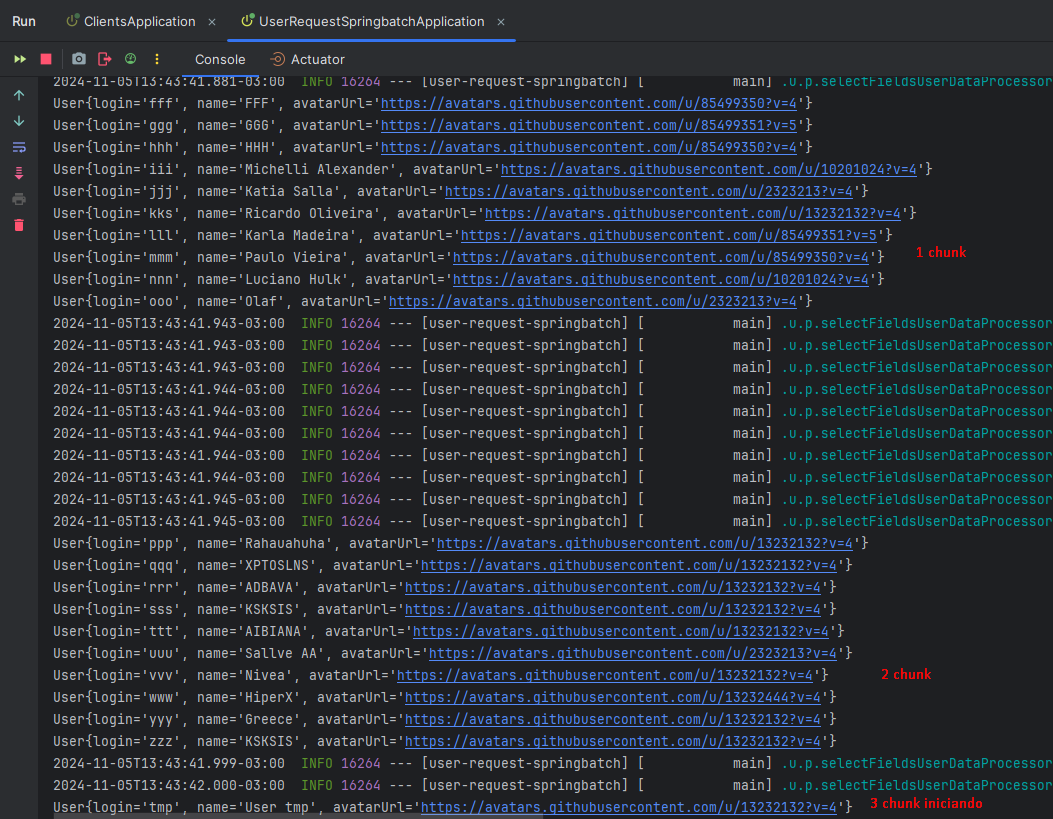 Run ClientsApplication × UserRequestSpringbatchApplication ×
Console Actuator
2024-11-05T13:43:41.881-03:00 INFO 16264 --- [user-request-springbatch] [ main] .u.p.selectFieldsUserDataProcessor
User{login='fff', name='FFF', avatarUrl='https://avatars.githubusercontent.com/u/85499350?v=4'}
User{login='ggg', name='GGG', avatarUrl='https://avatars.githubusercontent.com/u/85499351?v=5'}
User{login='hhh', name='HHH', avatarUrl='https://avatars.githubusercontent.com/u/85499350?v=4'}
User{login='iii', name='Michelli Alexander', avatarUrl='https://avatars.githubusercontent.com/u/10201024?v=4'}
User{login='jjj', name='Katia Salla', avatarUrl='https://avatars.githubusercontent.com/u/2323213?v=4'}
User{login='kks', name='Ricardo Oliveira', avatarUrl='https://avatars.githubusercontent.com/u/13232132?v=4'}
User{login='lll', name='Karla Madeira', avatarUrl='https://avatars.githubusercontent.com/u/85499351?v=5'}
User{login='mmm', name='Paulo Vieira', avatarUrl='https://avatars.githubusercontent.com/u/85499350?v=4'} 1 chunk
User{login='nnn', name='Luciano Hulk', avatarUrl='https://avatars.githubusercontent.com/u/10201024?v=4'}
User{login='ooo', name='Olaf', avatarUrl='https://avatars.githubusercontent.com/u/2323213?v=4'}
2024-11-05T13:43:41.943-03:00 INFO 16264 --- [user-request-springbatch] [ main] .u.p.selectFieldsUserDataProcessor
2024-11-05T13:43:41.943-03:00 INFO 16264 --- [user-request-springbatch] [ main] .u.p.selectFieldsUserDataProcessor
2024-11-05T13:43:41.943-03:00 INFO 16264 --- [user-request-springbatch] [ main] .u.p.selectFieldsUserDataProcessor
2024-11-05T13:43:41.944-03:00 INFO 16264 --- [user-request-springbatch] [ main] .u.p.selectFieldsUserDataProcessor
2024-11-05T13:43:41.944-03:00 INFO 16264 --- [user-request-springbatch] [ main] .u.p.selectFieldsUserDataProcessor
2024-11-05T13:43:41.944-03:00 INFO 16264 --- [user-request-springbatch] [ main] .u.p.selectFieldsUserDataProcessor
2024-11-05T13:43:41.944-03:00 INFO 16264 --- [user-request-springbatch] [ main] .u.p.selectFieldsUserDataProcessor
2024-11-05T13:43:41.944-03:00 INFO 16264 --- [user-request-springbatch] [ main] .u.p.selectFieldsUserDataProcessor
2024-11-05T13:43:41.945-03:00 INFO 16264 --- [user-request-springbatch] [ main] .u.p.selectFieldsUserDataProcessor
2024-11-05T13:43:41.945-03:00 INFO 16264 --- [user-request-springbatch] [ main] .u.p.selectFieldsUserDataProcessor
User{login='ppp', name='Rahauahuha', avatarUrl='https://avatars.githubusercontent.com/u/13232132?v=4'}
User{login='qqq', name='XPTOSLNS', avatarUrl='https://avatars.githubusercontent.com/u/13232132?v=4'}
User{login='rrr', name='ADBAVA', avatarUrl='https://avatars.githubusercontent.com/u/13232132?v=4'}
User{login='sss', name='KSKSIS', avatarUrl='https://avatars.githubusercontent.com/u/13232132?v=4'}
User{login='ttt', name='AIBIANA', avatarUrl='https://avatars.githubusercontent.com/u/13232132?v=4'}
User{login='uuu', name='Sallve AA', avatarUrl='https://avatars.githubusercontent.com/u/2323213?v=4'}
User{login='vvv', name='Nivea', avatarUrl='https://avatars.githubusercontent.com/u/13232132?v=4'} 2 chunk
User{login='www', name='HiperX', avatarUrl='https://avatars.githubusercontent.com/u/13232444?v=4'}
User{login='yyy', name='Greece', avatarUrl='https://avatars.githubusercontent.com/u/13232132?v=4'}
User{login='zzz', name='KSKSIS', avatarUrl='https://avatars.githubusercontent.com/u/13232132?v=4'}
2024-11-05T13:43:41.999-03:00 INFO 16264 --- [user-request-springbatch] [ main] .u.p.selectFieldsUserDataProcessor
2024-11-05T13:43:42.000-03:00 INFO 16264 --- [user-request-springbatch] [ main] .u.p.selectFieldsUserDataProcessor
User{login='tmp', name='User tmp', avatarUrl='https://avatars.githubusercontent.com/u/13232132?v=4'} 3 chunk iniciando